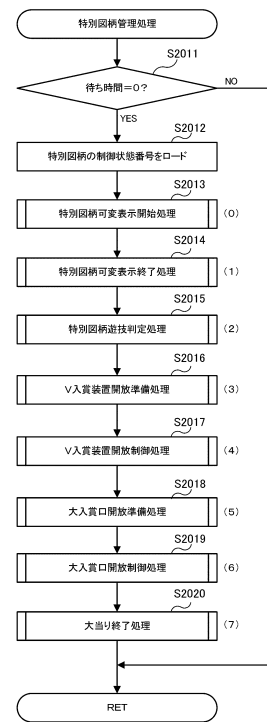 特別図柄管理処理
S2011
待ち時間＝0？
NO
YES
S2012
特別図柄の制御状態番号をロード
S2013
特別図柄可変表示開始処理
(0)
S2014
特別図柄可変表示終了処理
(1)
S2015
特別図柄遊技判定処理
(2)
S2016
V入賞装置開放準備処理
(3)
S2017
V入賞装置開放制御処理
(4)
S2018
大入賞口開放準備処理
(5)
S2019
大入賞口開放制御処理
(6)
S2020
大当り終了処理
(7)
RET